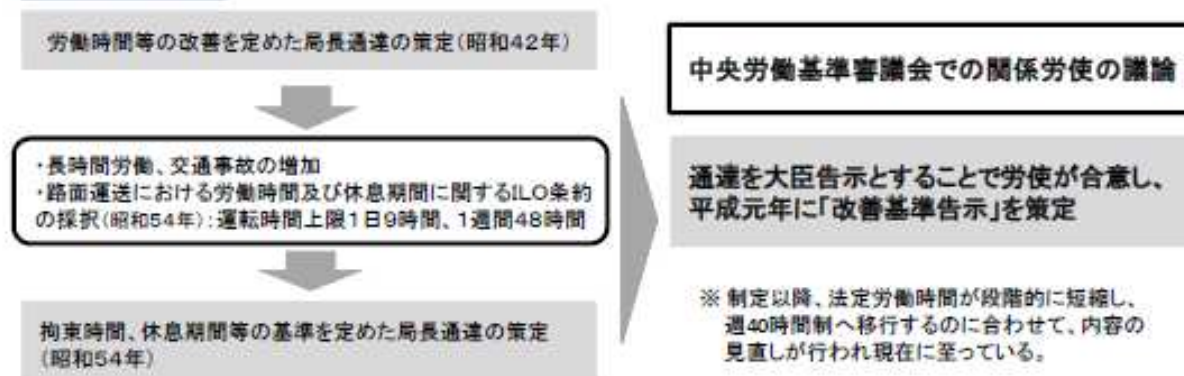 労働時間等の改善を定めた局長通達の策定(昭和42年)
・長時間労働、交通事故の増加
・路面運送における労働時間及び休息期間に関するILO条約
の採択(昭和54年):運転時間上限1日9時間、1週間48時間
拘束時間、休息期間等の基準を定めた局長通達の策定
(昭和54年)
中央労働基準審議会での関係労使の議論
通達を大臣告示とすることで労使が合意し、
平成元年に「改善基準告示」を策定
※ 制定以降、法定労働時間が段階的に短縮し、
週40時間制へ移行するのに合わせて、内容の
見直しが行われ現在に至っている。